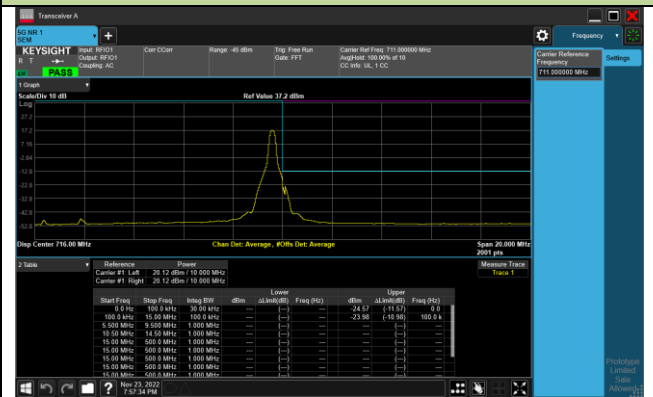 Transceiver A
5G NR 1
SEM
Frequency
KEYSIGHT Input: RFIO1 Corr CCorr Range: -45 dBm Trig: Free Run Carrier Ref Freq: 711.000000 MHz
R T Output: RFIO1 Gate: FFT Avg|Hold: 100.00% of 10
Coupling: AC CC Info: UL, 1 CC
PASS
Carrier Reference
Frequency
711.000000 MHz
Settings
1 Graph
Scale/Div 10 dB Ref Value 37.2 dBm
Log
27.2
17.2
7.16
-2.84
-12.8
-22.8
-32.8
-42.8
-52.8
Disp Center 716.00 MHz Chan Det: Average, #Offs Det: Average Span 20.000 MHz
2001 pts
2 Table Reference Power Measure Trace
Carrier #1: Left 20.12 dBm / 10.000 MHz Trace 1
Carrier #1: Right 20.12 dBm / 10.000 MHz
Lower Upper
Start Freq Stop Freq Integ BW dBm ΔLimit(dB) Freq (Hz) dBm ΔLimit(dB) Freq (Hz)
0.0 Hz 100.0 kHz 30.00 kHz --- (---) --- -24.57 (-11.57) 0.0
100.0 kHz 15.00 MHz 100.0 kHz --- (---) --- -23.98 (-10.98) 100.0 k
5.500 MHz 9.500 MHz 1.000 MHz --- (---) --- --- (---) ---
10.50 MHz 14.50 MHz 1.000 MHz --- (---) --- --- (---) ---
15.00 MHz 500.0 MHz 1.000 MHz --- (---) --- --- (---) ---
15.00 MHz 500.0 MHz 1.000 MHz --- (---) --- --- (---) ---
15.00 MHz 500.0 MHz 1.000 MHz --- (---) --- --- (---) ---
15.00 MHz 500.0 MHz 1.000 MHz --- (---) --- --- (---) ---
Prototype
Limited
Sale
Allowed
Nov 23, 2022
7:57:34 PM